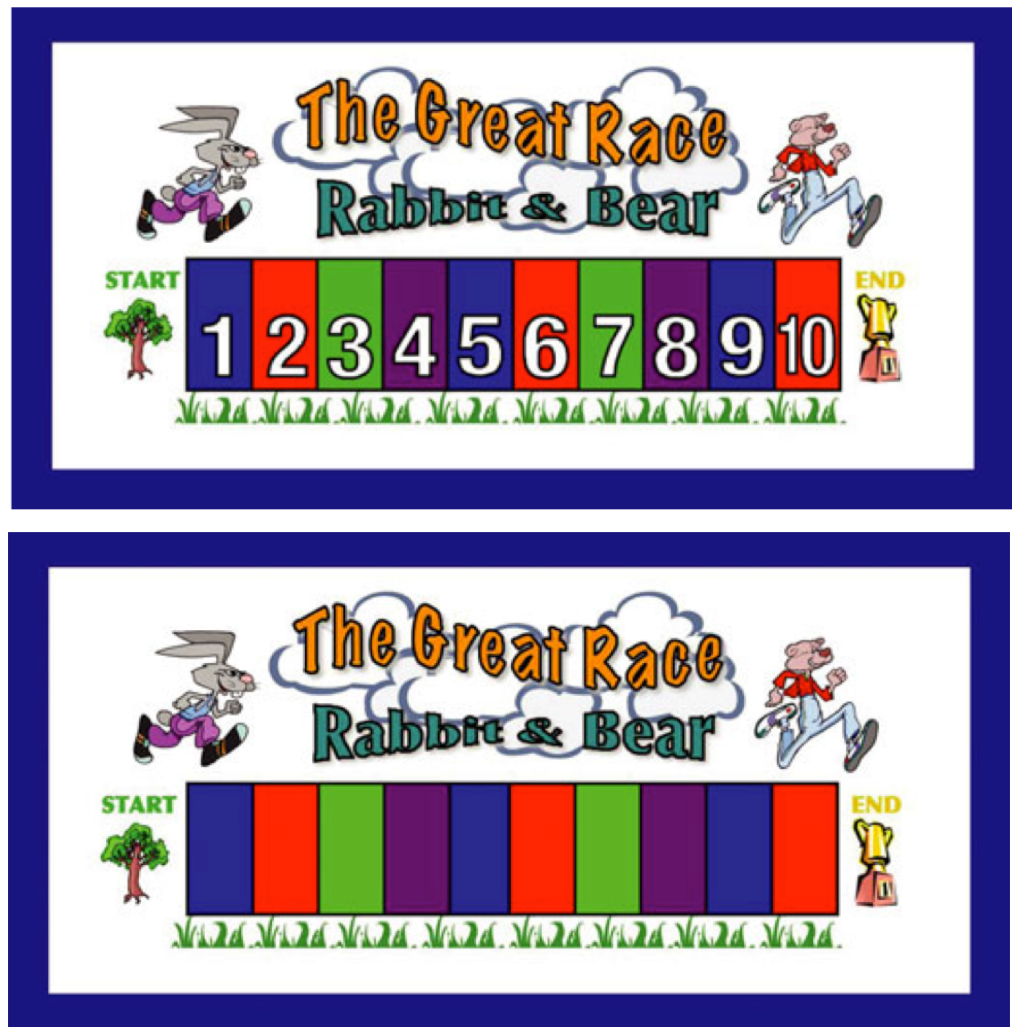 The Great Race
Rabbit & Bear
START
END
1 2 3 4 5 6 7 8 9 10
The Great Race
Rabbit & Bear
START
END